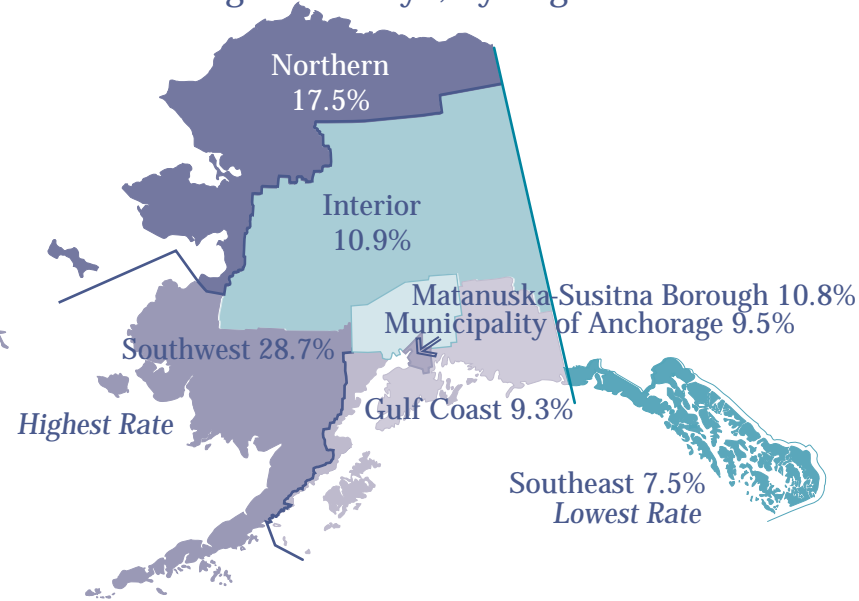 Northern
17.5%
Interior
10.9%
Matanuska-Susitna Borough 10.8%
Municipality of Anchorage 9.5%
Southwest 28.7%
Highest Rate
Gulf Coast 9.3%
Southeast 7.5%
Lowest Rate